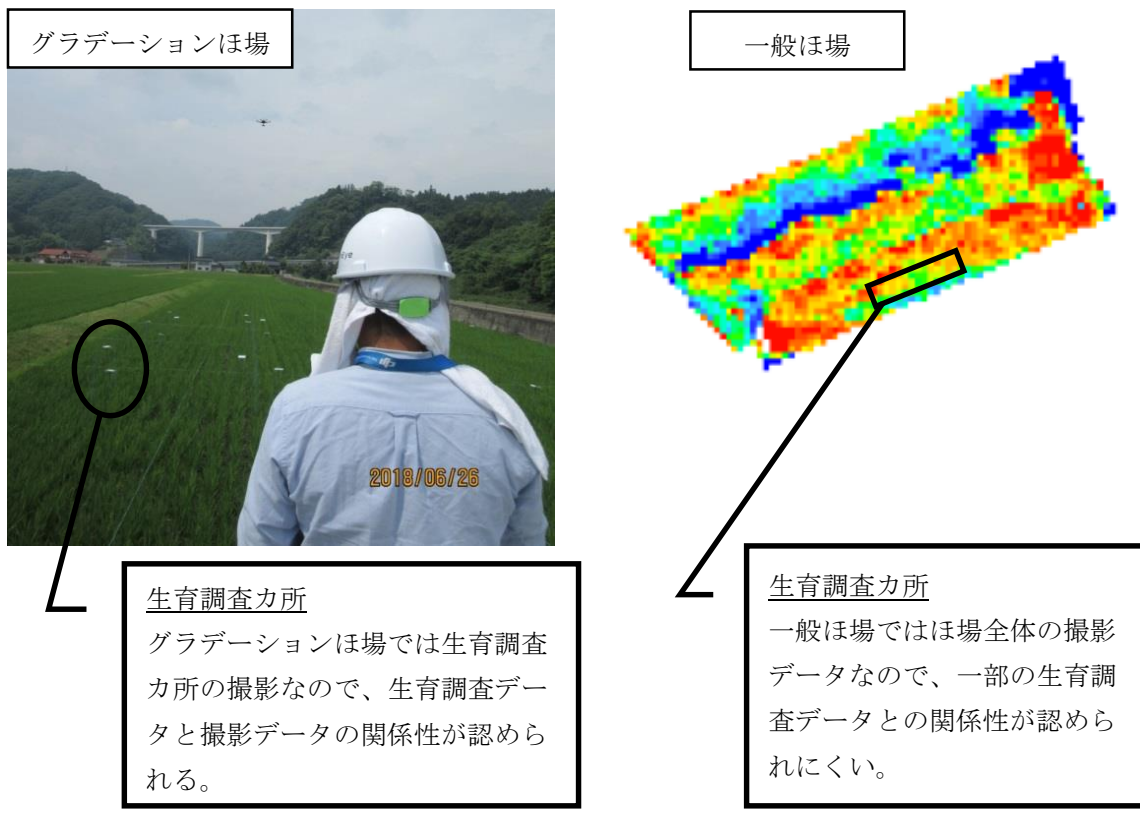 グラデーションほ場
一般ほ場
2018/06/26
生育調査カ所
グラデーションほ場では生育調査
カ所の撮影なので、生育調査デー
タと撮影データの関係性が認めら
れる。
生育調査カ所
一般ほ場ではほ場全体の撮影
データなので、一部の生育調
査データとの関係性が認めら
れにくい。